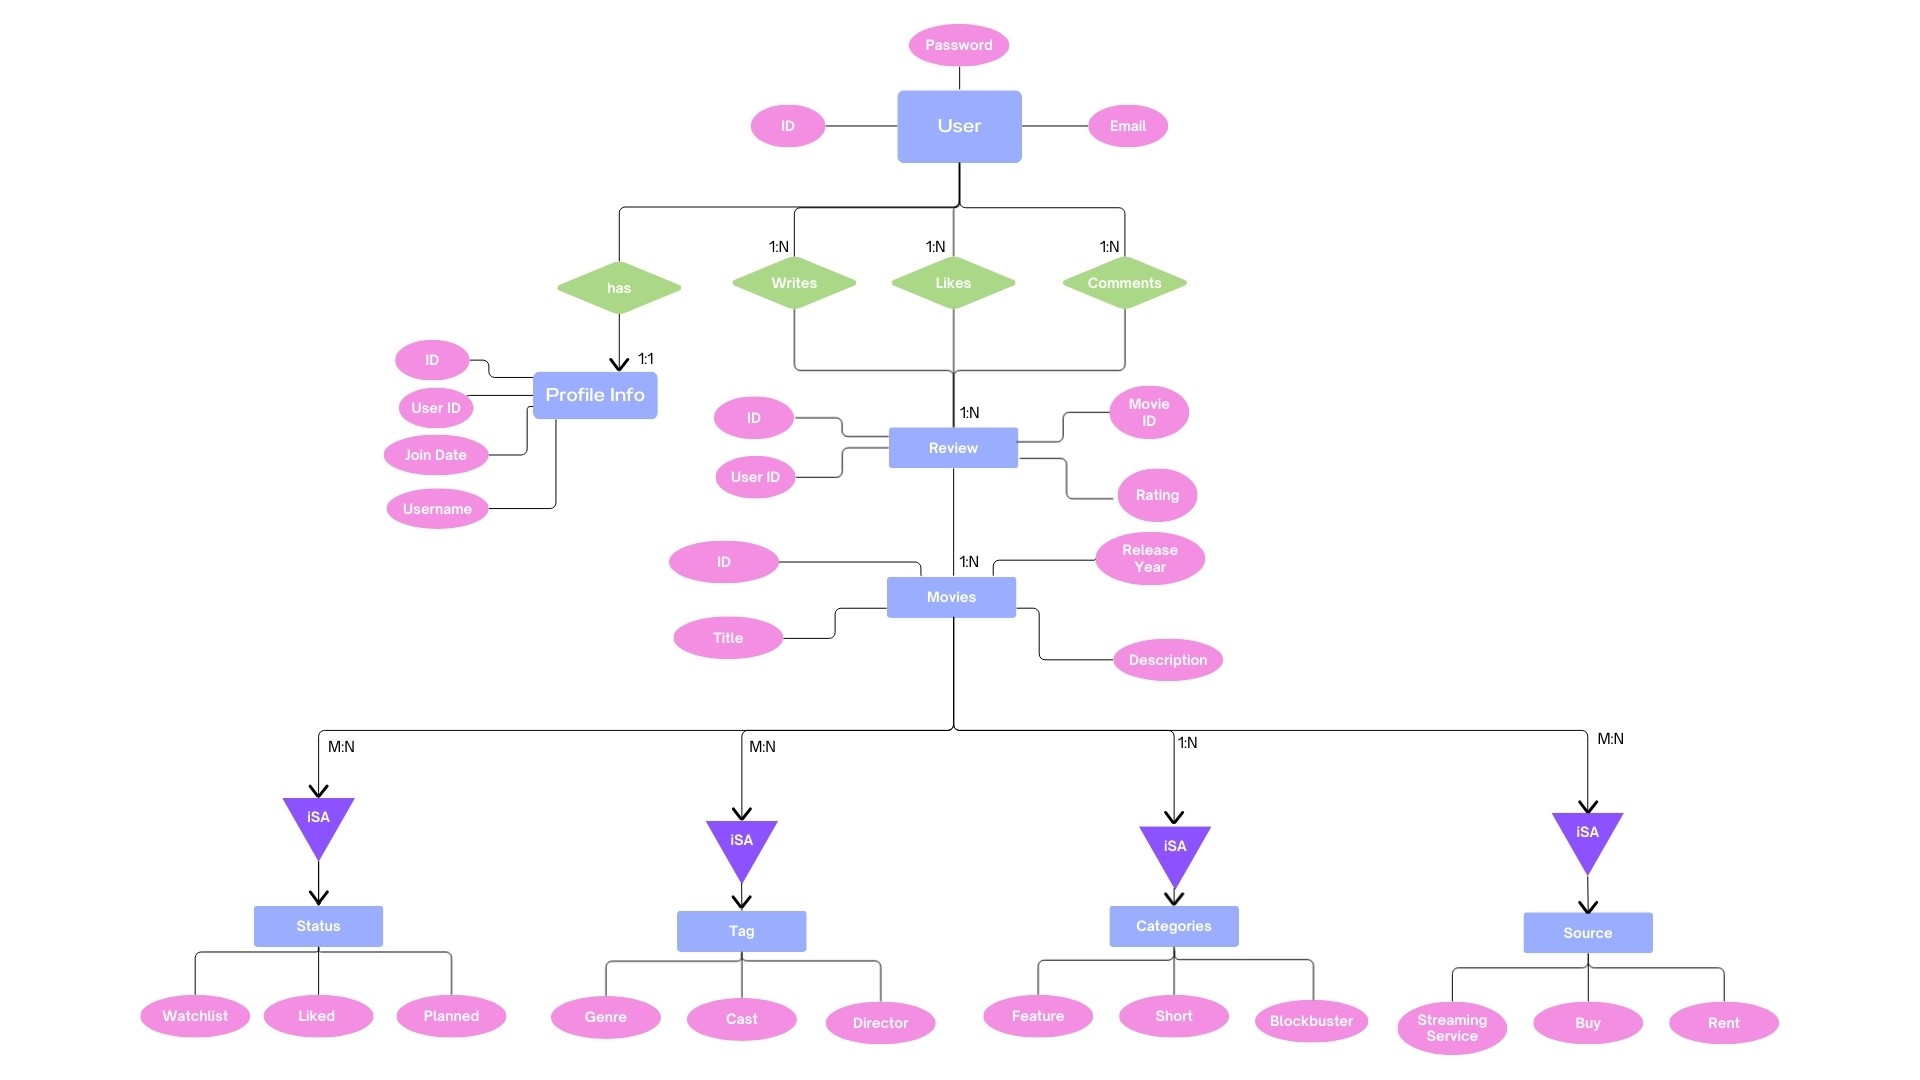 Password
ID
User
Email
1:N
1:N
1:N
has
Writes
Likes
Comments
1:1
ID
Profile Info
User ID
Join Date
Username
1:N
ID
Movie
ID
Review
User ID
Rating
ID
1:N
Release
Year
Movies
Title
Description
M:N
M:N
1:N
M:N
iSA
iSA
iSA
iSA
Status
Tag
Categories
Source
Watchlist
Liked
Planned
Genre
Cast
Director
Feature
Short
Blockbuster
Streaming
Service
Buy
Rent